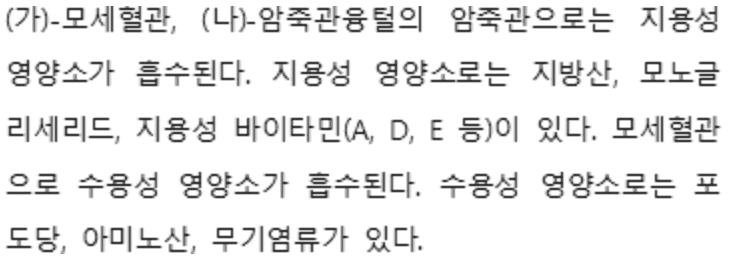 (가)-모세혈관, (나)-암죽관융털의 암죽관으로는 지용성
영양소가 흡수된다. 지용성 영양소로는 지방산, 모노글
리세리드, 지용성 바이타민(A, D, E 등)이 있다. 모세혈관
으로 수용성 영양소가 흡수된다. 수용성 영양소로는 포
도당, 아미노산, 무기염류가 있다.